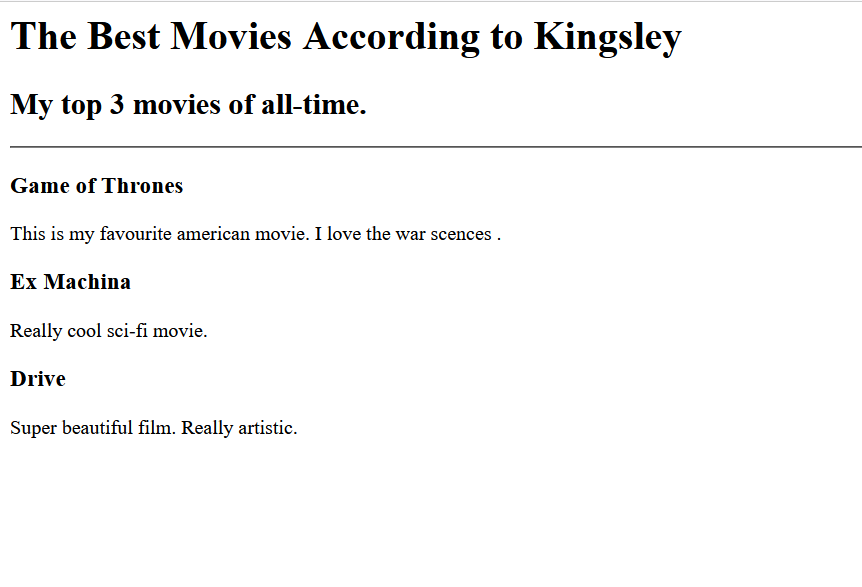 The Best Movies According to Kingsley
My top 3 movies of all-time.
Game of Thrones
This is my favourite american movie. I love the war scences .
Ex Machina
Really cool sci-fi movie.
Drive
Super beautiful film. Really artistic.